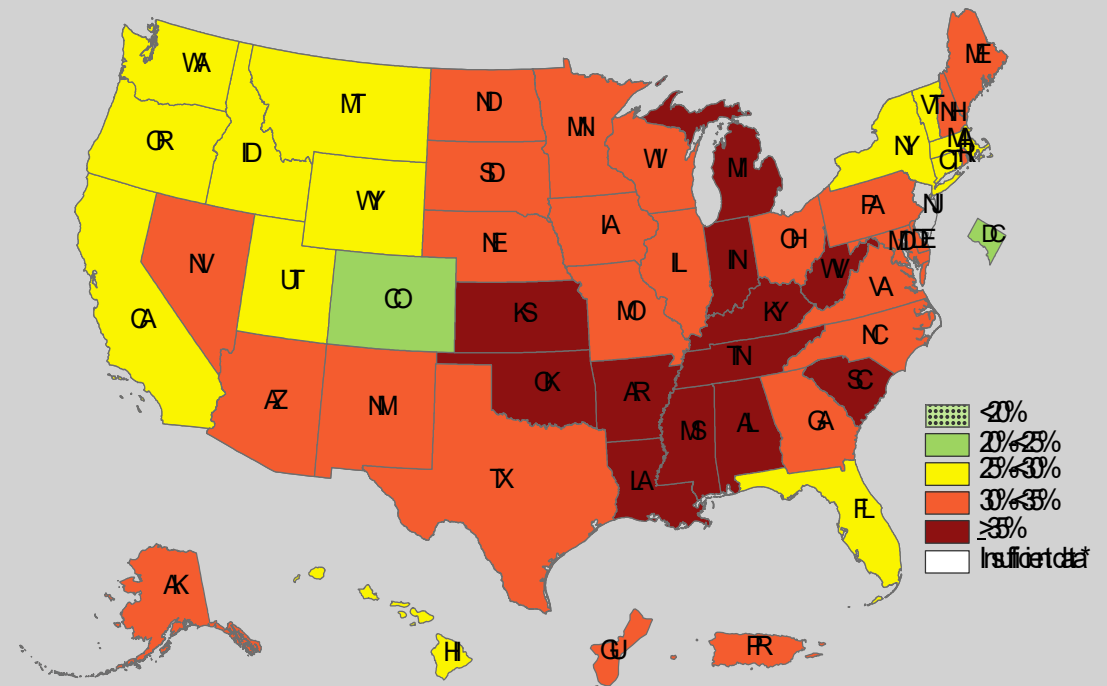 WA
MT
ND
MN
ME
VT
NH
OR
ID
SD
WI
MI
NY
MA
CT
RI
WY
IA
PA
NJ
NV
NE
IL
IN
OH
MD
DE
DC
UT
CO
KS
MO
KY
WV
VA
CA
AZ
NM
OK
AR
TN
NC
SC
MS
AL
GA
TX
LA
FL
<20%
20%-<25%
25%-<30%
30%-<35%
≥35%
Insufficient data*
AK
HI
GU
PR